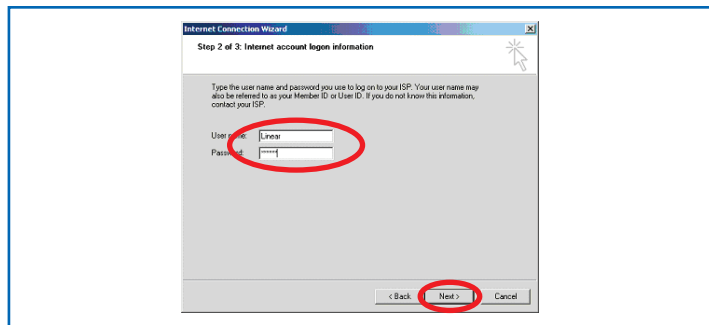 Internet Connection Wizard
Step 2 of 3: Internet account logon information
Type the user name and password you use to log on to your ISP. Your user name may
also be referred to as your Member ID or User ID. If you do not know this information,
contact your ISP.
User name: Linear
Password: ******
< Back Next > Cancel